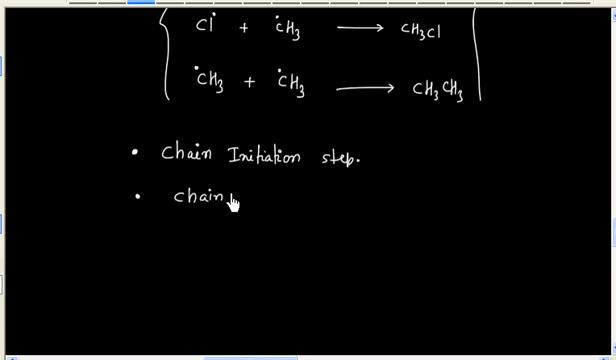 Cl• + •CH3 ⟶ CH3Cl
•CH3 + •CH3 ⟶ CH3CH3
• Chain Initiation step.
• Chain